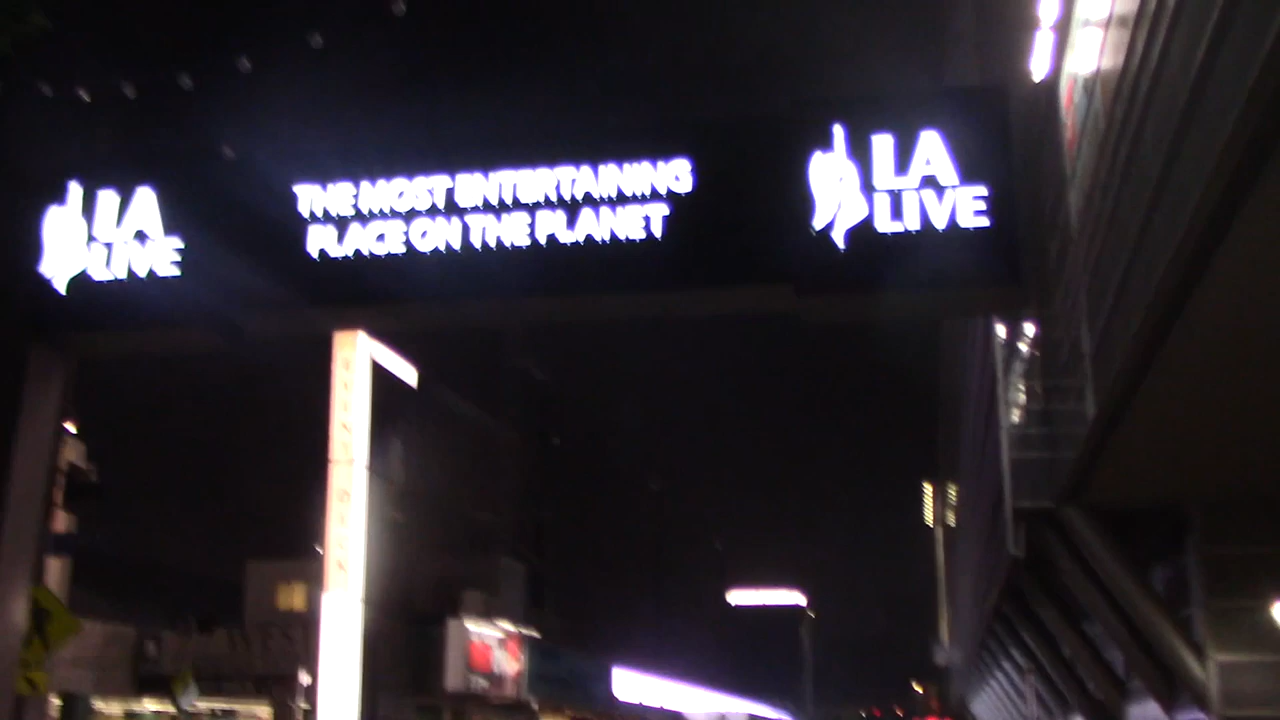 LA
LIVE
THE MOST ENTERTAINING
PLACE ON THE PLANET
LA
LIVE